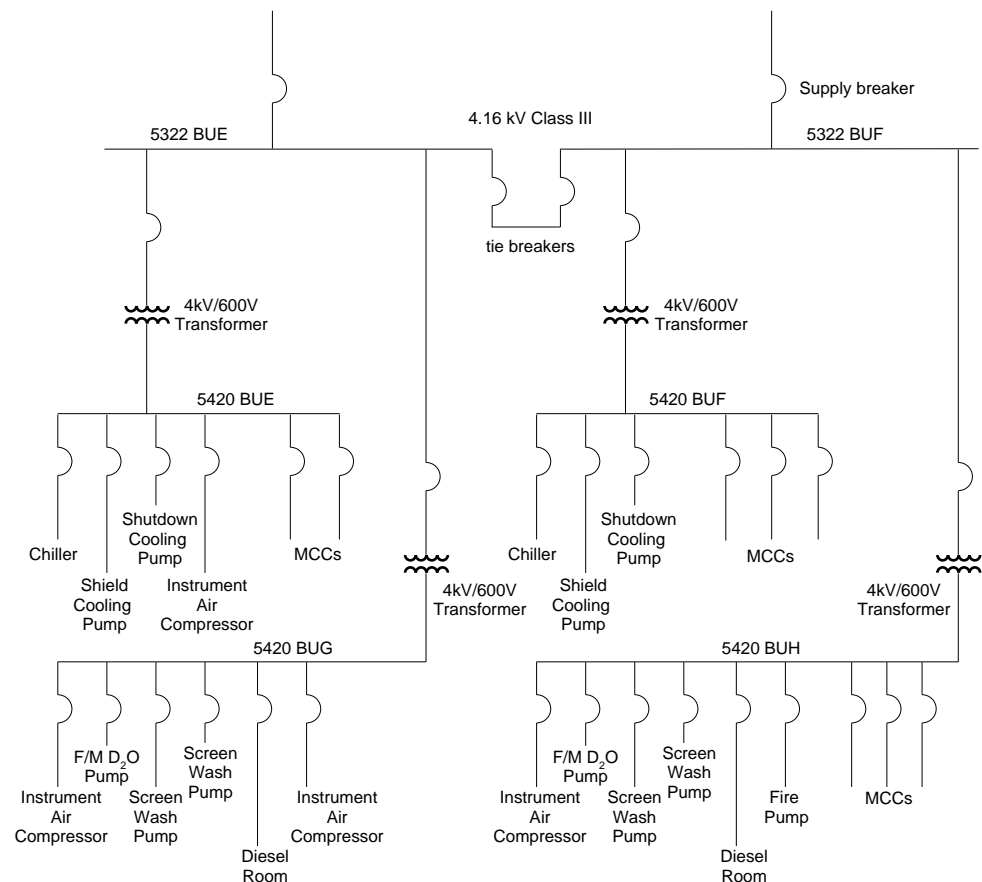 Supply breaker
4.16 kV Class III
5322 BUE
5322 BUF
tie breakers
4kV/600V
Transformer
4kV/600V
Transformer
5420 BUE
5420 BUF
Chiller
Shutdown
Cooling
Pump
MCCs
Shield
Cooling
Pump
Instrument
Air
Compressor
4kV/600V
Transformer
Chiller
Shutdown
Cooling
Pump
MCCs
Shield
Cooling
Pump
4kV/600V
Transformer
5420 BUG
5420 BUH
Instrument
Air
Compressor
F/M D₂O
Pump
Screen
Wash
Pump
Screen
Wash
Pump
Diesel
Room
Instrument
Air
Compressor
Instrument
Air
Compressor
F/M D₂O
Pump
Screen
Wash
Pump
Screen
Wash
Pump
Diesel
Room
Fire
Pump
MCCs